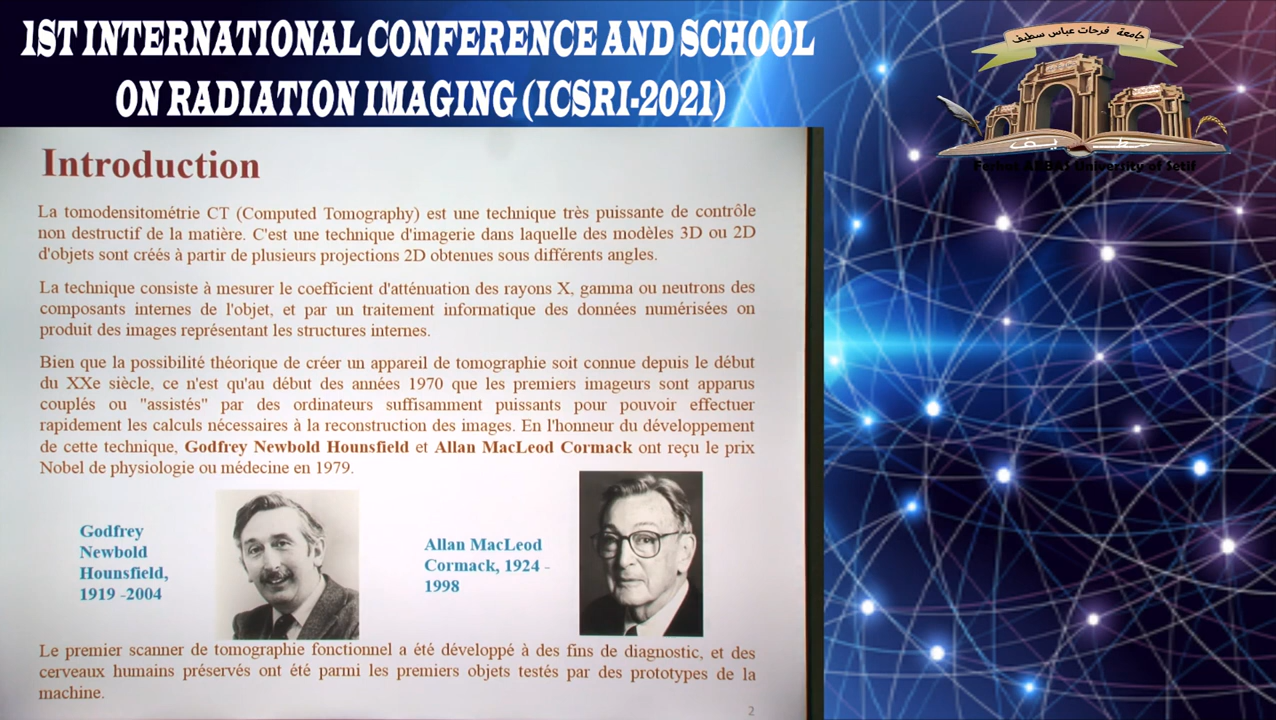 1ST INTERNATIONAL CONFERENCE AND SCHOOL
ON RADIATION IMAGING (ICSRI-2021)
جامعة فرحات عباس سطيف
سطيف
Ferhat ABBAS University of Setif
Introduction
La tomodensitométrie CT (Computed Tomography) est une technique très puissante de contrôle
non destructif de la matière. C'est une technique d'imagerie dans laquelle des modèles 3D ou 2D
d'objets sont créés à partir de plusieurs projections 2D obtenues sous différents angles.
La technique consiste à mesurer le coefficient d'atténuation des rayons X, gamma ou neutrons des
composants internes de l'objet, et par un traitement informatique des données numérisées on
produit des images représentant les structures internes.
Bien que la possibilité théorique de créer un appareil de tomographie soit connue depuis le début
du XXe siècle, ce n'est qu'au début des années 1970 que les premiers imageurs sont apparus
couplés ou "assistés" par des ordinateurs suffisamment puissants pour pouvoir effectuer
rapidement les calculs nécessaires à la reconstruction des images. En l'honneur du développement
de cette technique, Godfrey Newbold Hounsfield et Allan MacLeod Cormack ont reçu le prix
Nobel de physiologie ou médecine en 1979.
Godfrey
Newbold
Hounsfield,
1919 -2004
Allan MacLeod
Cormack, 1924 -
1998
Le premier scanner de tomographie fonctionnel a été développé à des fins de diagnostic, et des
cerveaux humains préservés ont été parmi les premiers objets testés par des prototypes de la
machine.
2